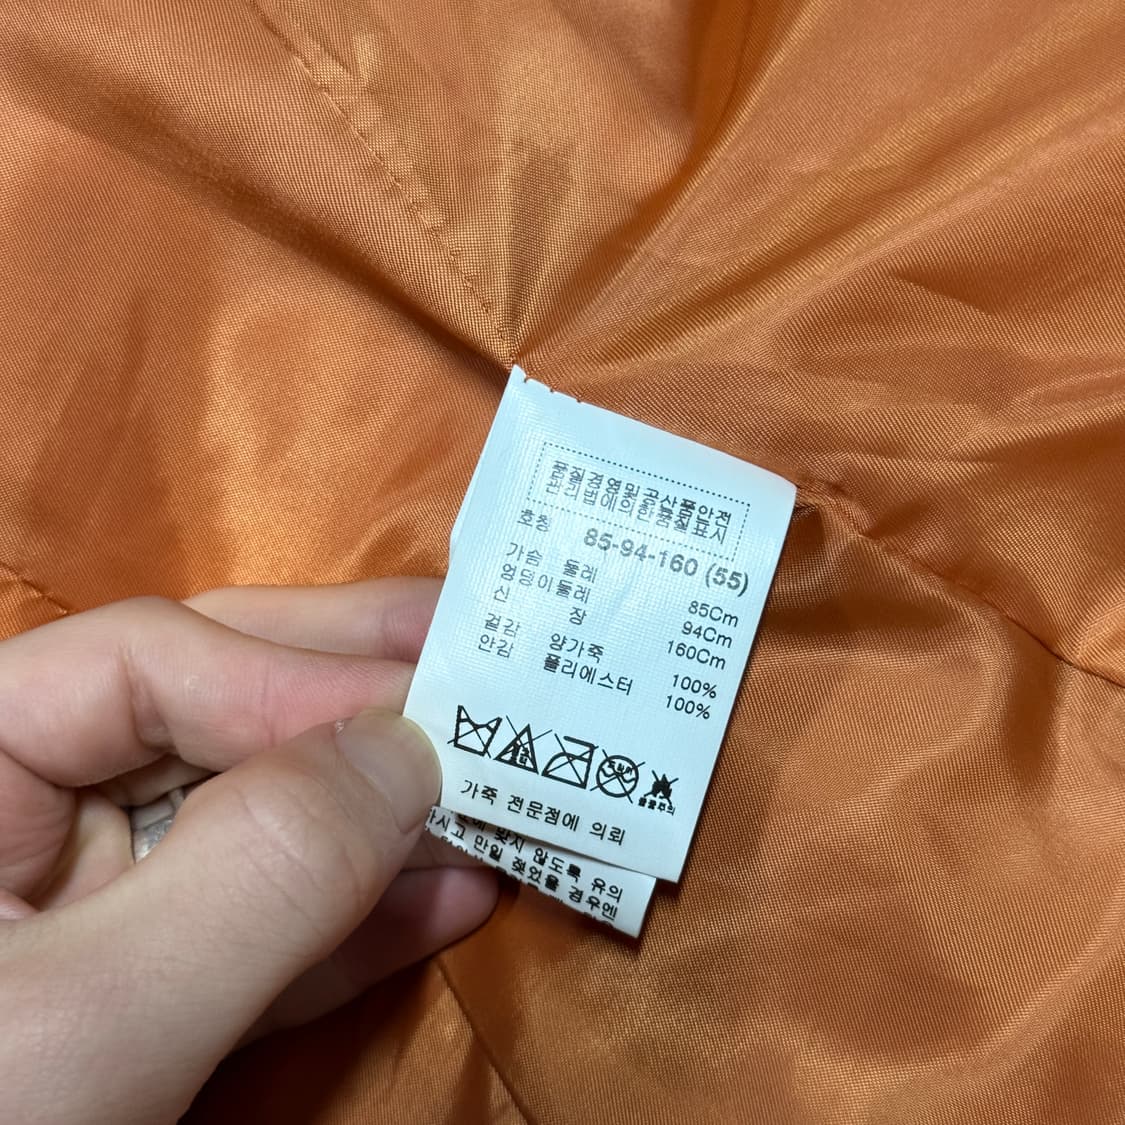 품질경영및공산품안전
관리법에의한품질표시
호칭 85-94-160 (55)
가슴 둘레 85Cm
엉덩이둘레 94Cm
신 장 160Cm
겉감 양가죽 100%
안감 폴리에스터 100%
가죽 전문점에 의뢰
맞지 않도록 유의
하시고 만일 젖었을 경우엔